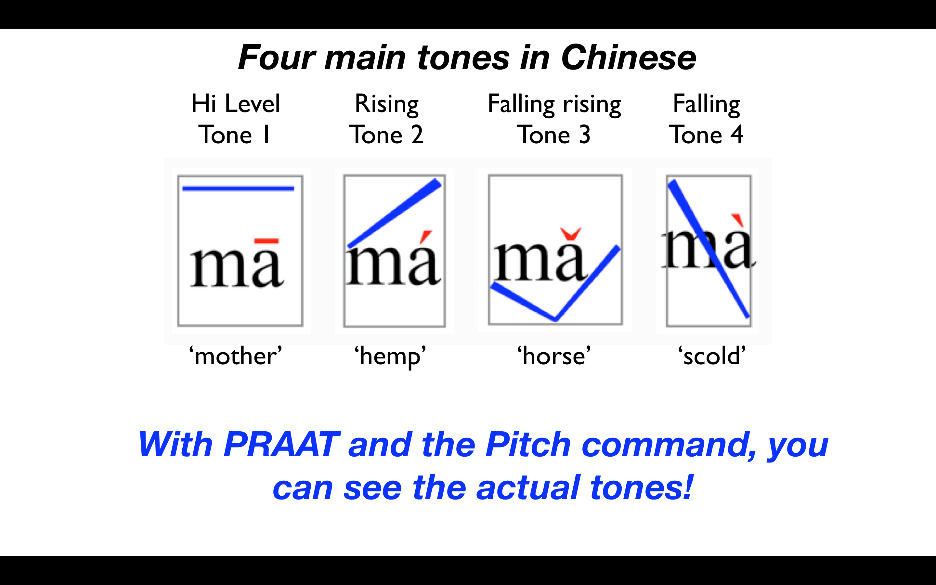 Four main tones in Chinese
Hi Level Rising Falling rising Falling
Tone 1 Tone 2 Tone 3 Tone 4
mā má mǎ mà
‘mother’ ‘hemp’ ‘horse’ ‘scold’
With PRAAT and the Pitch command, you
can see the actual tones!